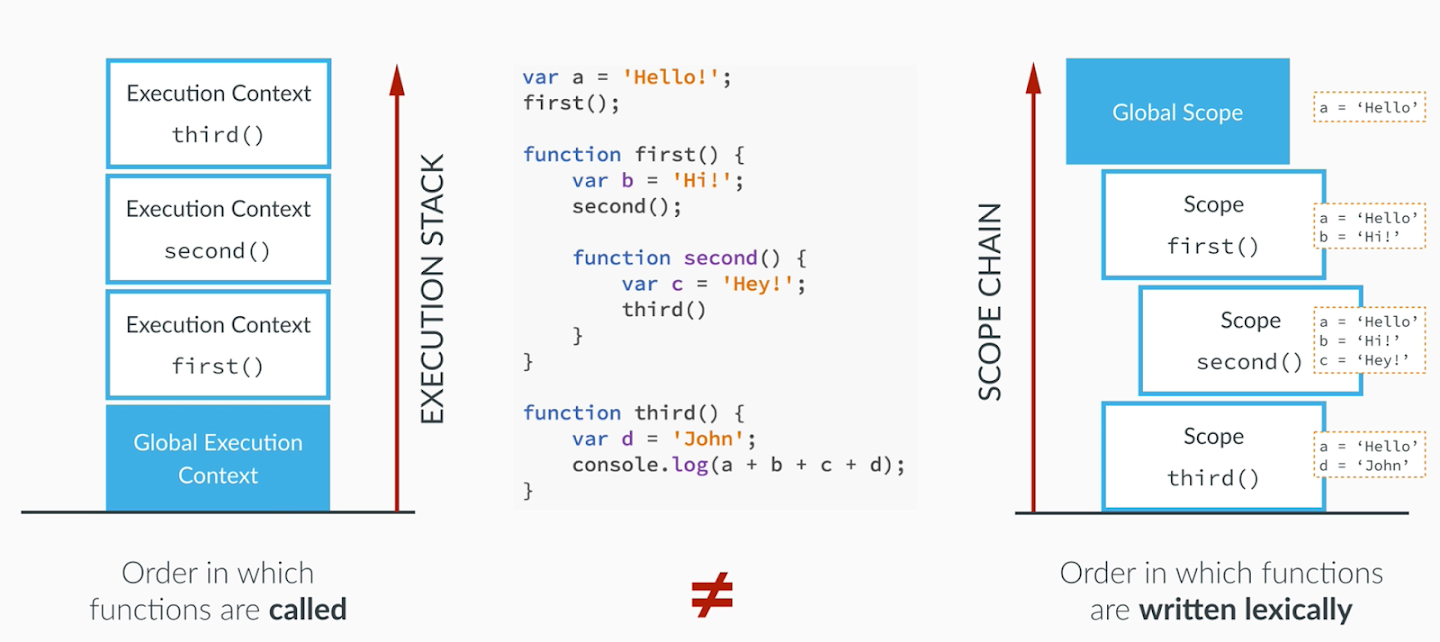 Execution Context
third()
Execution Context
second()
Execution Context
first()
Global Execution
Context
EXECUTION STACK
Order in which
functions are called
var a = 'Hello!';
first();
function first() {
    var b = 'Hi!';
    second();
    function second() {
        var c = 'Hey!';
        third()
    }
}
function third() {
    var d = 'John';
    console.log(a + b + c + d);
}
≠
SCOPE CHAIN
Global Scope
a = ‘Hello’
Scope
first()
a = ‘Hello’
b = ‘Hi!’
Scope
second()
a = ‘Hello’
b = ‘Hi!’
c = ‘Hey!’
Scope
third()
a = ‘Hello’
d = ‘John’
Order in which functions
are written lexically